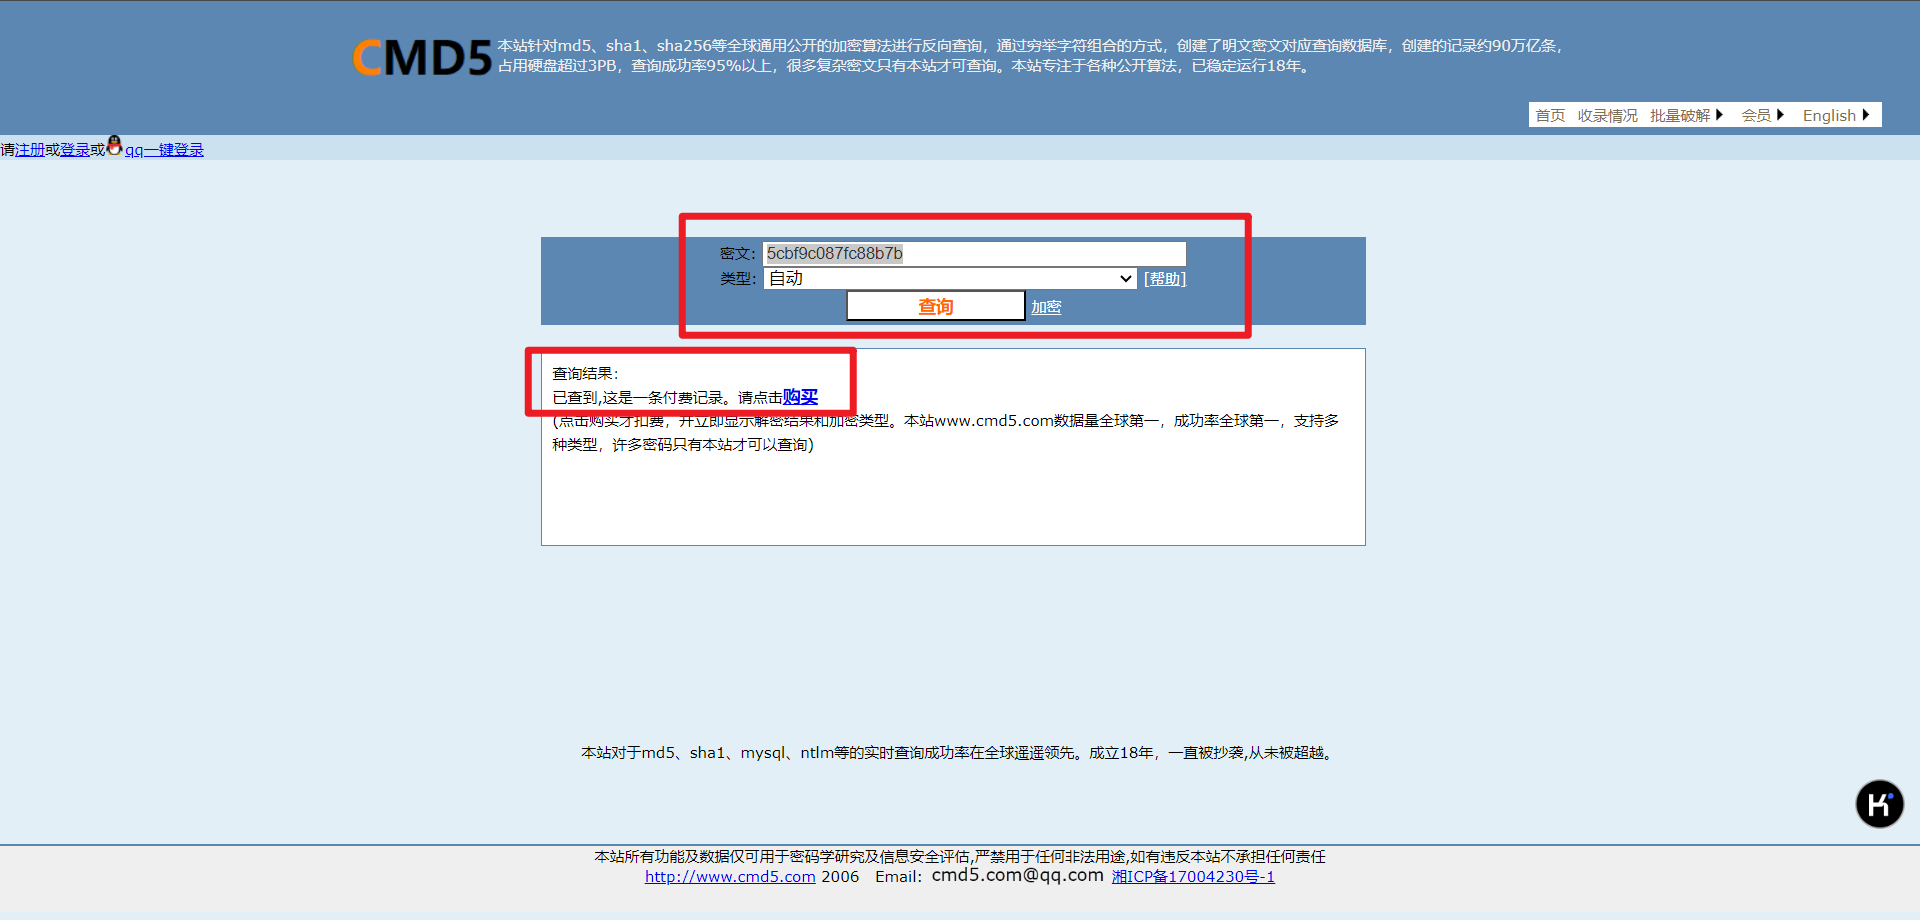 CMD5
本站针对md5、sha1、sha256等全球通用公开的加密算法进行反向查询，通过穷举字符组合的方式，创建了明文密文对应查询数据库，创建的记录约90万亿条，
占用硬盘超过3PB，查询成功率95%以上，很多复杂密文只有本站才可查询。本站专注于各种公开算法，已稳定运行18年。
首页 收录情况 批量破解 会员 English
请注册或登录或qq一键登录
密文： 5cbf9c087fc88b7b
类型： 自动 [帮助]
查询 加密
查询结果：
已查到,这是一条付费记录。请点击购买
(点击购买才扣费，并立即显示解密结果和加密类型。本站www.cmd5.com数据量全球第一，成功率全球第一，支持多
种类型，许多密码只有本站才可以查询)
本站对于md5、sha1、mysql、ntlm等的实时查询成功率在全球遥遥领先。成立18年，一直被抄袭,从未被超越。
K
本站所有功能及数据仅可用于密码学研究及信息安全评估,严禁用于任何非法用途,如有违反本站不承担任何责任
http://www.cmd5.com 2006 Email: cmd5.com@qq.com 湘ICP备17004230号-1